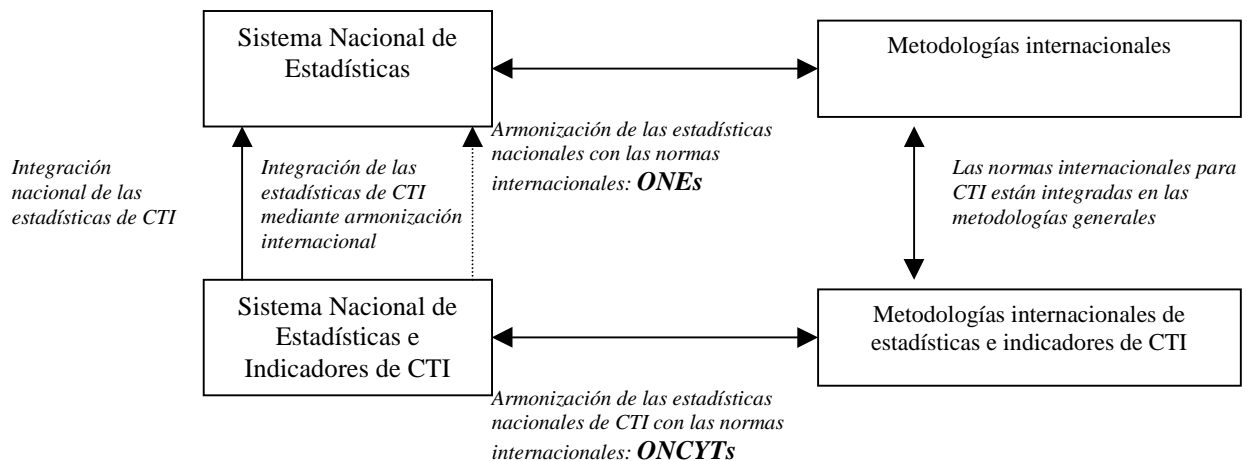 Sistema Nacional de
Estadísticas
Metodologías internacionales
Armonización de las estadísticas
nacionales con las normas
internacionales: ONEs
Integración
nacional de las
estadísticas de CTI
Integración de las
estadísticas de CTI
mediante armonización
internacional
Las normas internacionales para
CTI están integradas en las
metodologías generales
Sistema Nacional de
Estadísticas e
Indicadores de CTI
Metodologías internacionales de
estadísticas e indicadores de CTI
Armonización de las estadísticas
nacionales de CTI con las normas
internacionales: ONCYTs